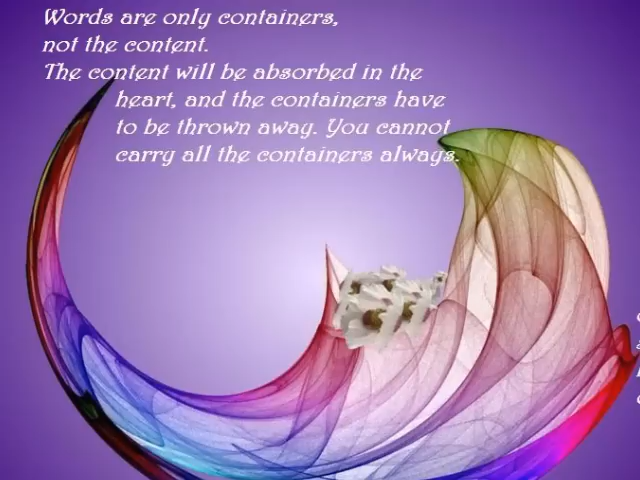 Words are only containers,
not the content.
The content will be absorbed in the
heart, and the containers have
to be thrown away. You cannot
carry all the containers always.